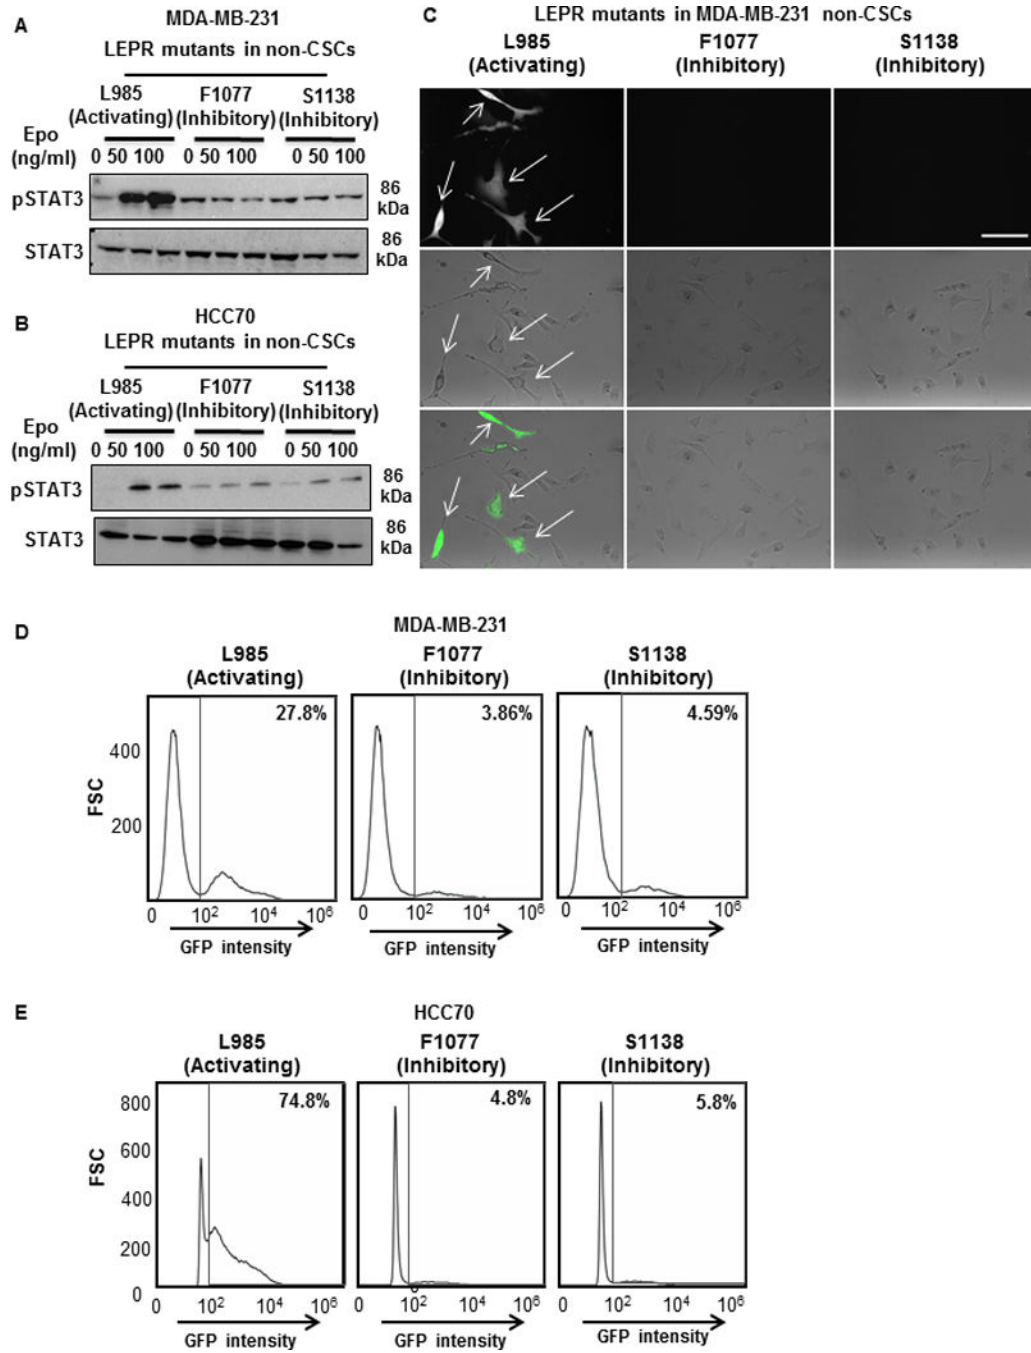 A
MDA-MB-231
LEPR mutants in non-CSCs
L985 F1077 S1138
(Activating) (Inhibitory) (Inhibitory)
Epo
(ng/ml) 0 50 100 0 50 100 0 50 100
pSTAT3 86 kDa
STAT3 86 kDa
B
HCC70
LEPR mutants in non-CSCs
L985 F1077 S1138
(Activating) (Inhibitory) (Inhibitory)
Epo
(ng/ml) 0 50 100 0 50 100 0 50 100
pSTAT3 86 kDa
STAT3 86 kDa
C
LEPR mutants in MDA-MB-231 non-CSCs
L985 F1077 S1138
(Activating) (Inhibitory) (Inhibitory)
D
MDA-MB-231
L985 F1077 S1138
(Activating) (Inhibitory) (Inhibitory)
27.8% 3.86% 4.59%
400
200
FSC
0 10² 10⁴ 10⁶ 0 10² 10⁴ 10⁶ 0 10² 10⁴ 10⁶
GFP intensity GFP intensity GFP intensity
E
HCC70
L985 F1077 S1138
(Activating) (Inhibitory) (Inhibitory)
74.8% 4.8% 5.8%
800
600
400
200
0
FSC
0 10² 10⁴ 10⁶ 0 10² 10⁴ 10⁶ 0 10² 10⁴ 10⁶
GFP intensity GFP intensity GFP intensity